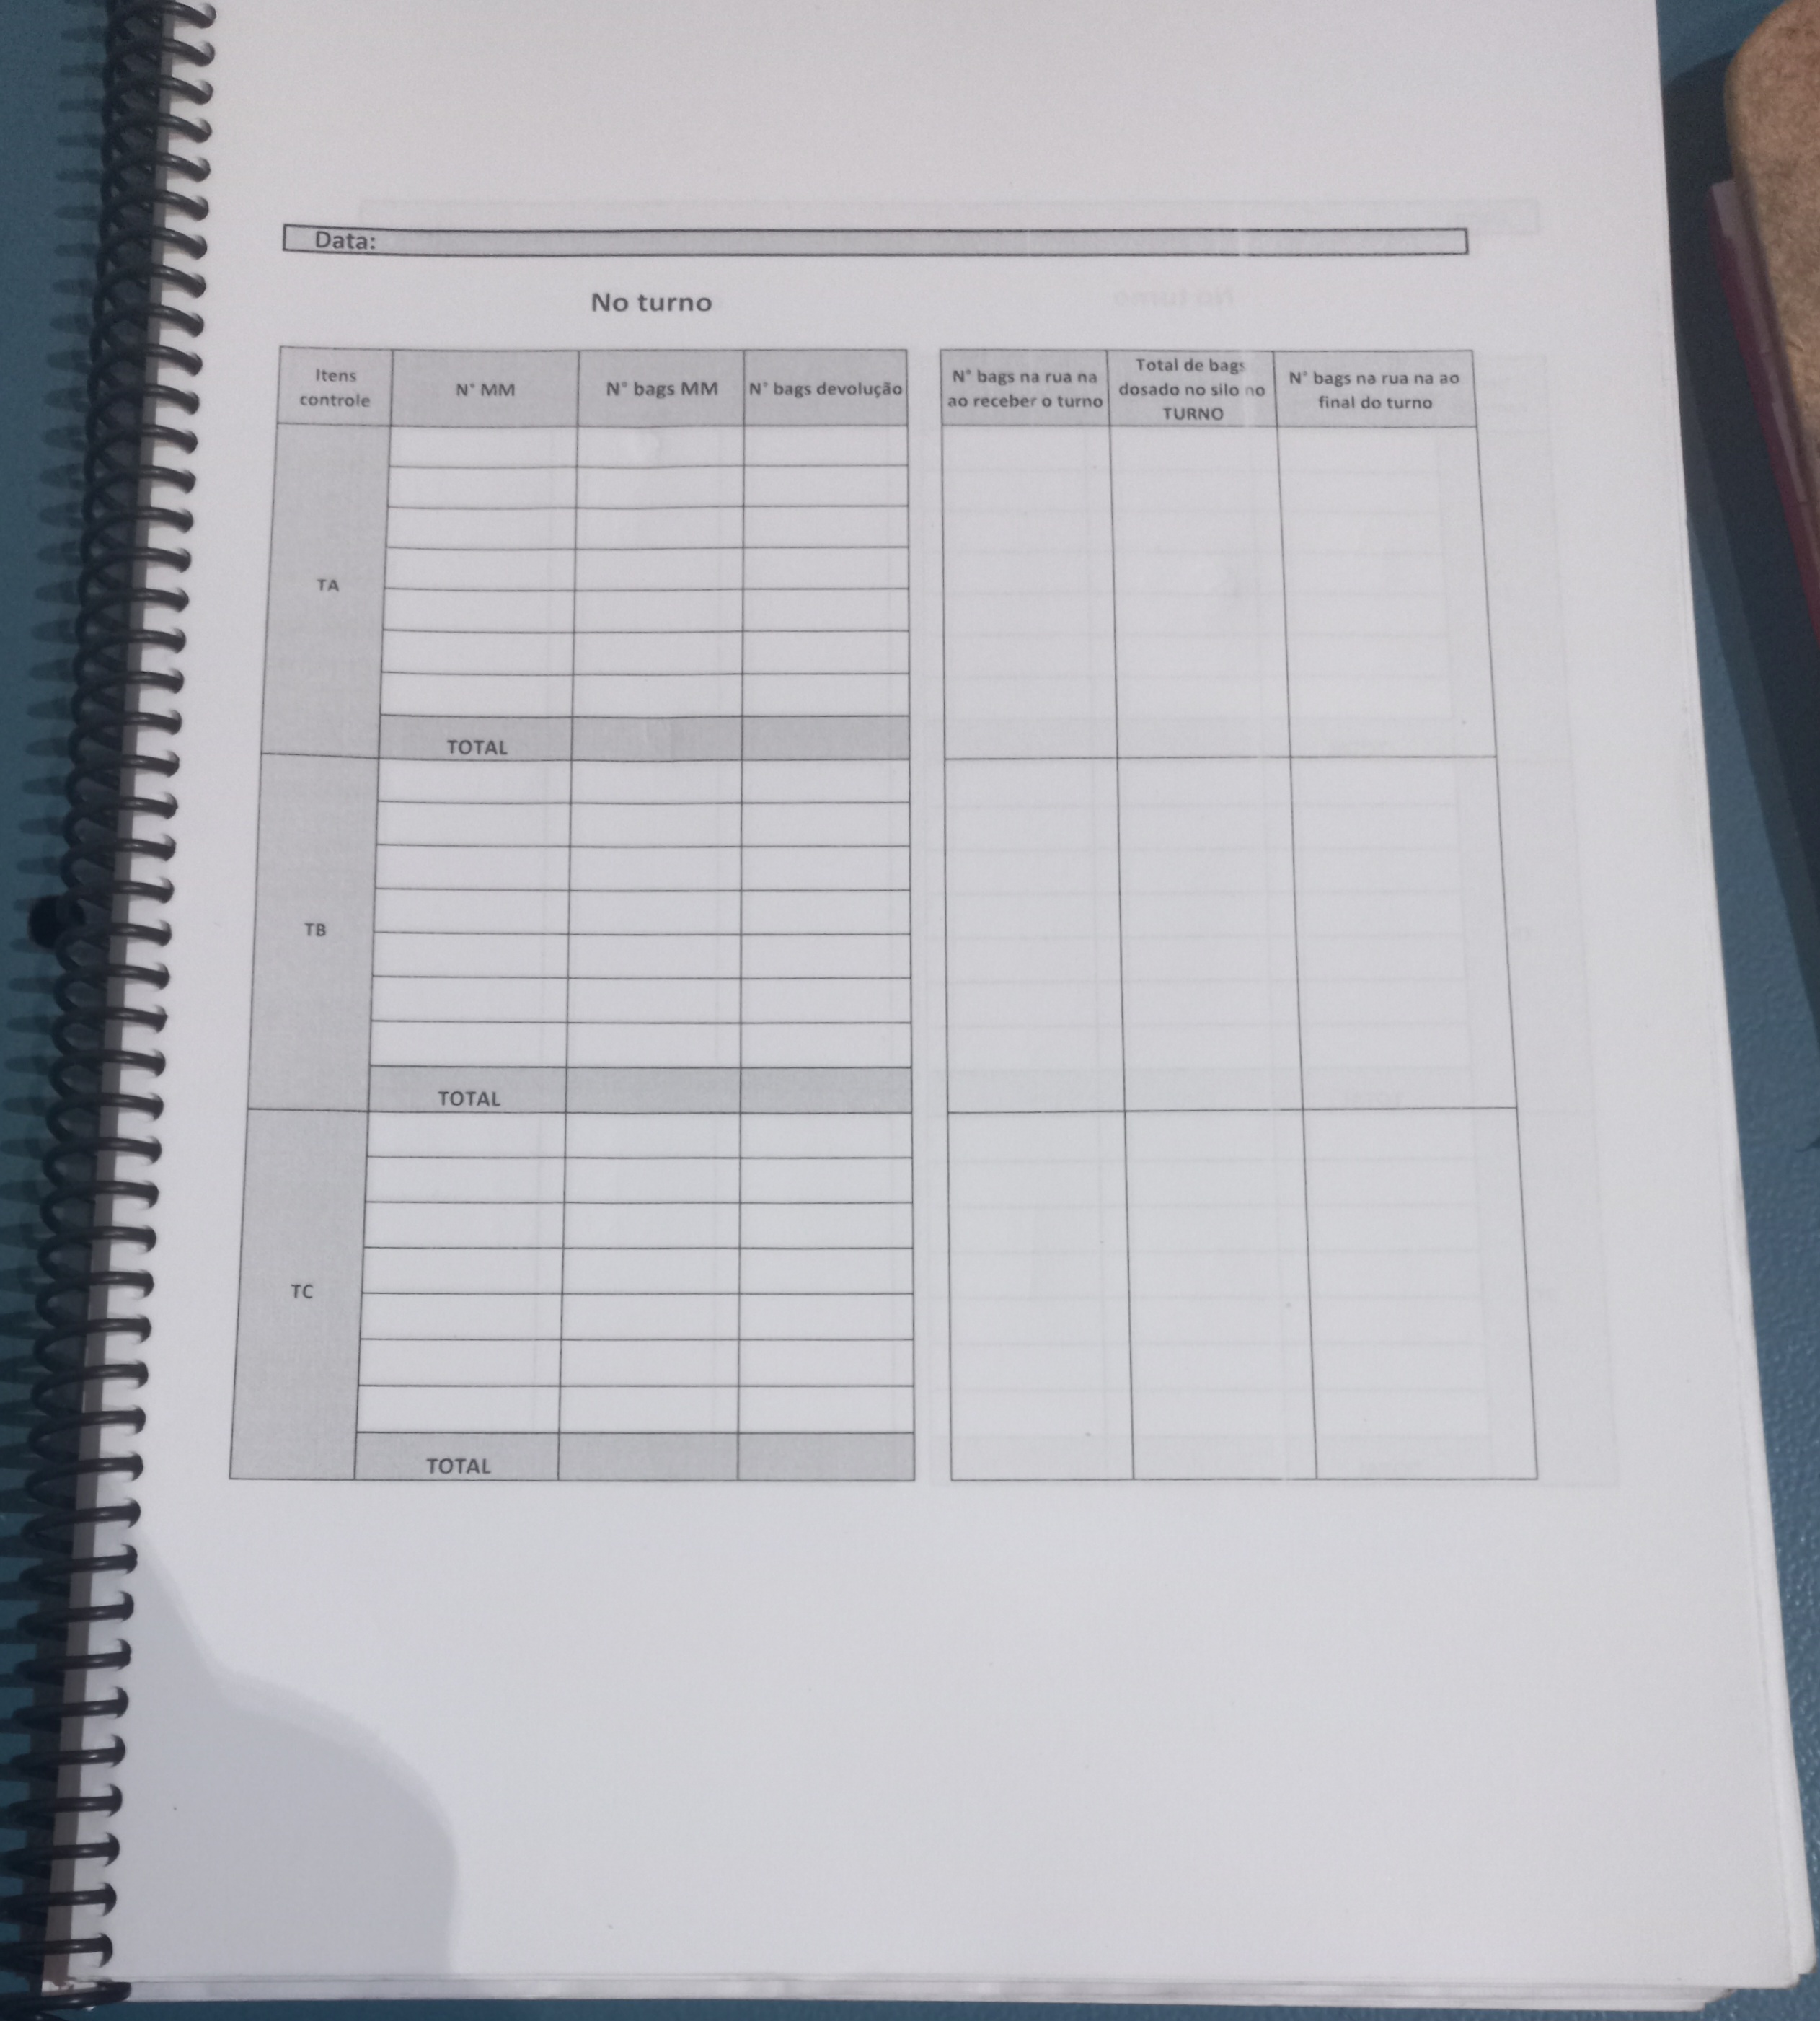 Data:
No turno
Itens
controle
N° MM
N° bags MM
N° bags devolução
N° bags na rua na
ao receber o turno
Total de bags
dosado no silo no
TURNO
N° bags na rua na ao
final do turno
TA
TOTAL
TB
TOTAL
TC
TOTAL